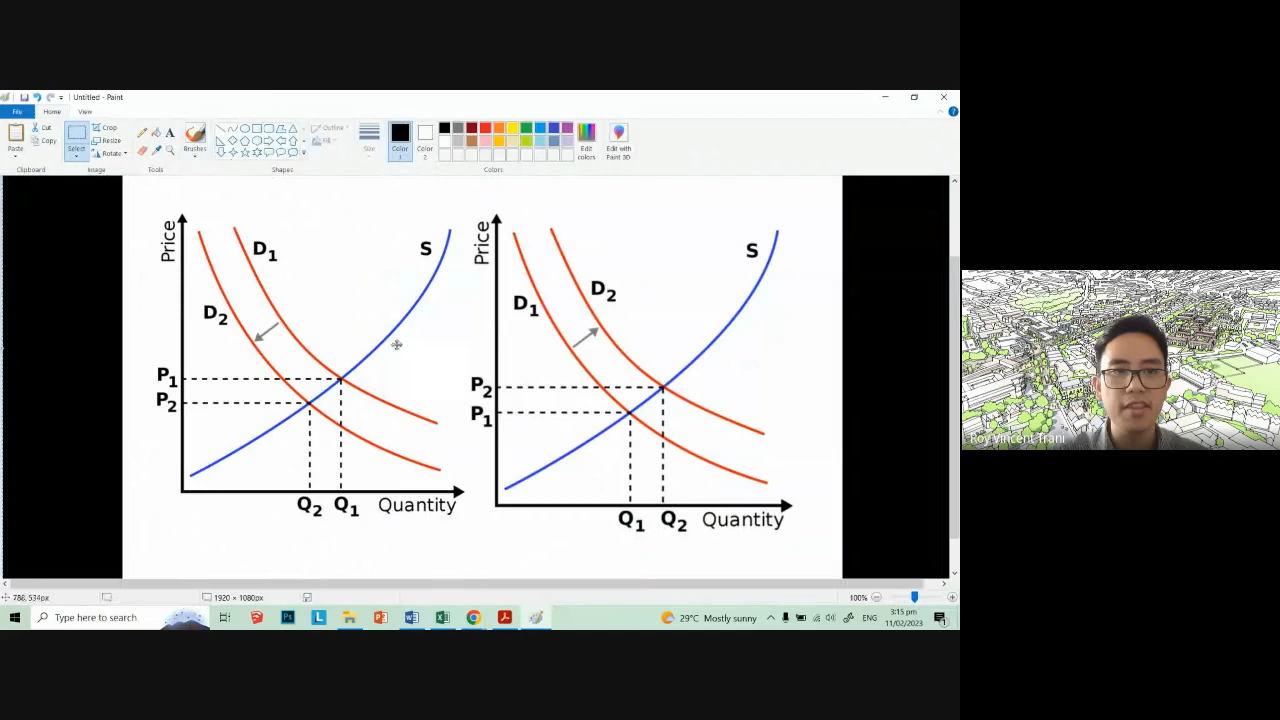 Untitled - Paint
File Home View
Paste
Cut
Copy
Clipboard
Select
Crop
Resize
Rotate
Image
A
Tools
Brushes
Shapes
Outline
Fill
Size
Color 1
Color 2
Edit colors
Edit with Paint 3D
Colors
Price
D1
S
D2
P1
P2
Q2 Q1 Quantity
Price
D2
S
D1
P2
P1
Q1 Q2 Quantity
Roy Vincent Trani
788, 534px
1920 × 1080px
100%
Type here to search
29°C Mostly sunny
ENG
3:15 pm
11/02/2023